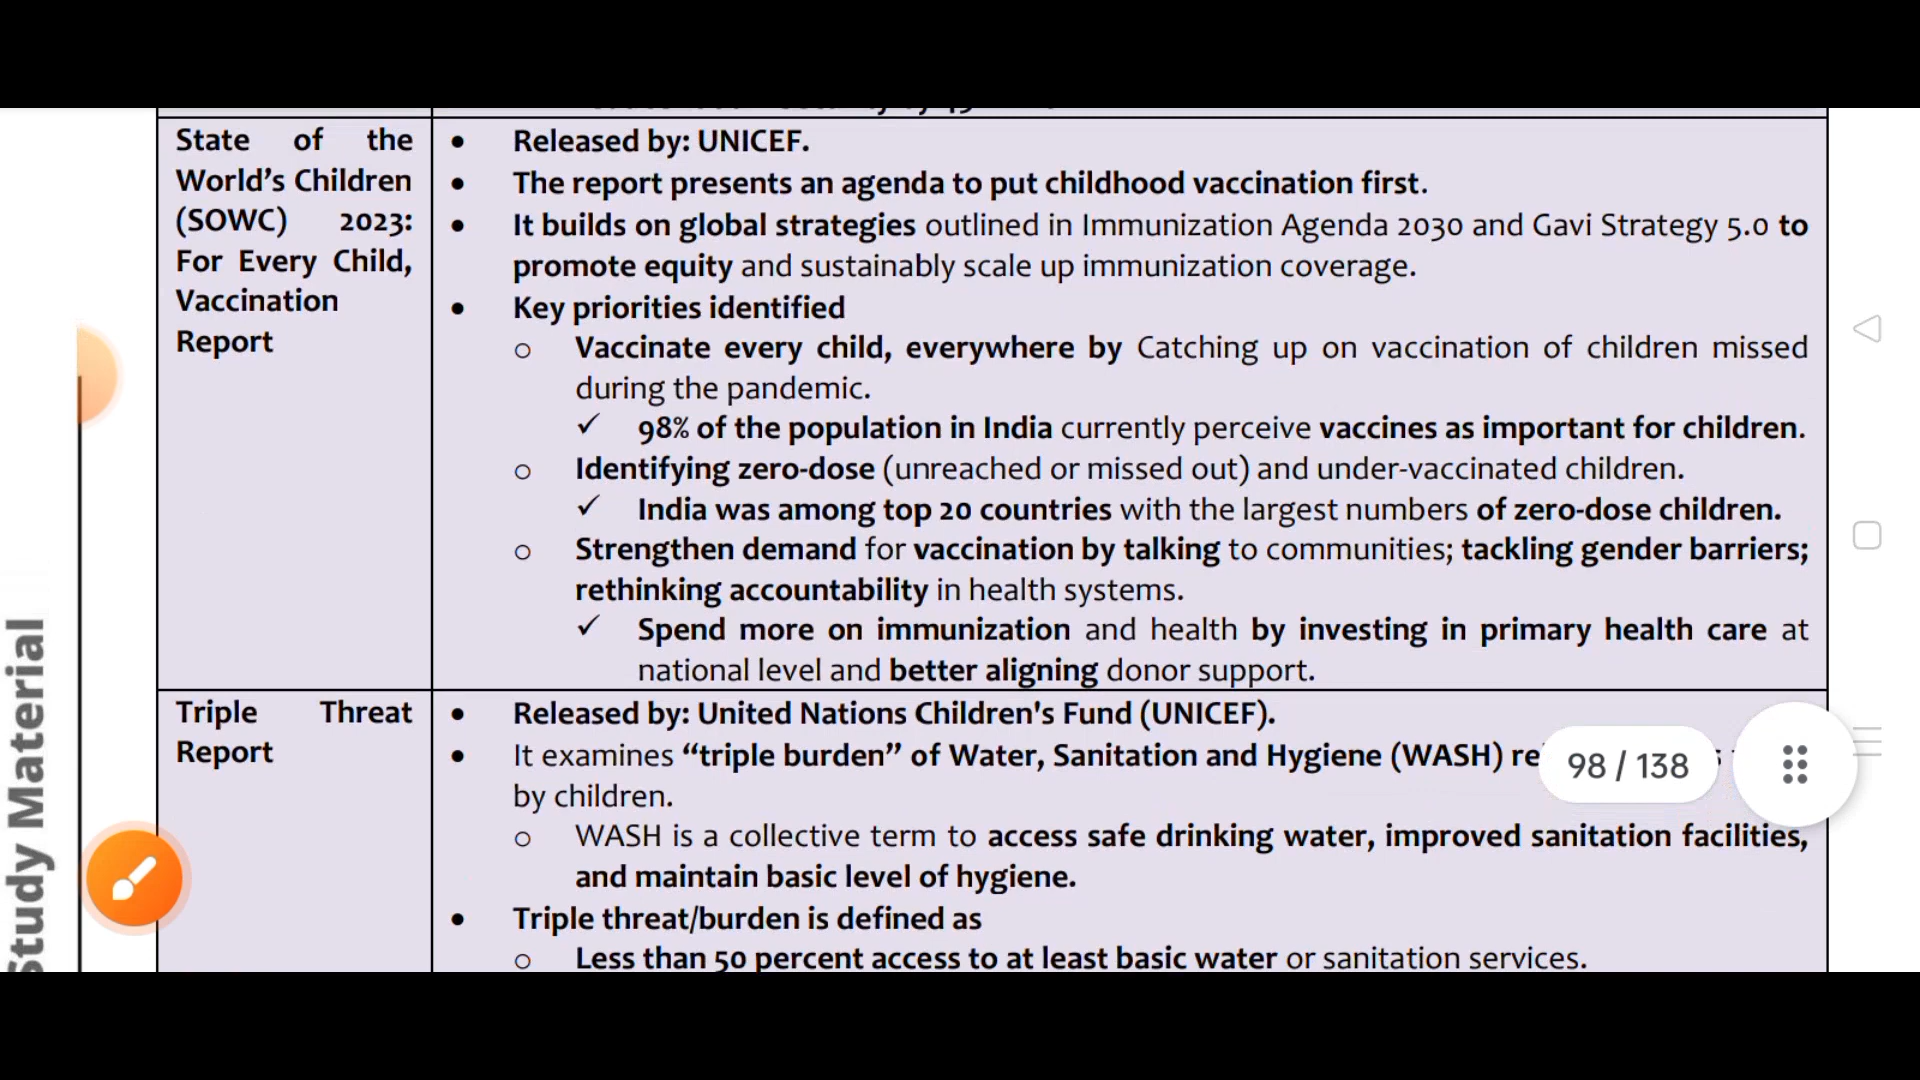 State of the
World's Children
(SOWC) 2023:
For Every Child,
Vaccination
Report
• Released by: UNICEF.
• The report presents an agenda to put childhood vaccination first.
• It builds on global strategies outlined in Immunization Agenda 2030 and Gavi Strategy 5.0 to
promote equity and sustainably scale up immunization coverage.
• Key priorities identified
o Vaccinate every child, everywhere by Catching up on vaccination of children missed
during the pandemic.
✓ 98% of the population in India currently perceive vaccines as important for children.
o Identifying zero-dose (unreached or missed out) and under-vaccinated children.
✓ India was among top 20 countries with the largest numbers of zero-dose children.
o Strengthen demand for vaccination by talking to communities; tackling gender barriers;
rethinking accountability in health systems.
✓ Spend more on immunization and health by investing in primary health care at
national level and better aligning donor support.
Triple Threat
Report
• Released by: United Nations Children's Fund (UNICEF).
• It examines “triple burden” of Water, Sanitation and Hygiene (WASH)
by children.
o WASH is a collective term to access safe drinking water, improved sanitation facilities,
and maintain basic level of hygiene.
• Triple threat/burden is defined as
o Less than 50 percent access to at least basic water or sanitation services.
98 / 138
Study Material